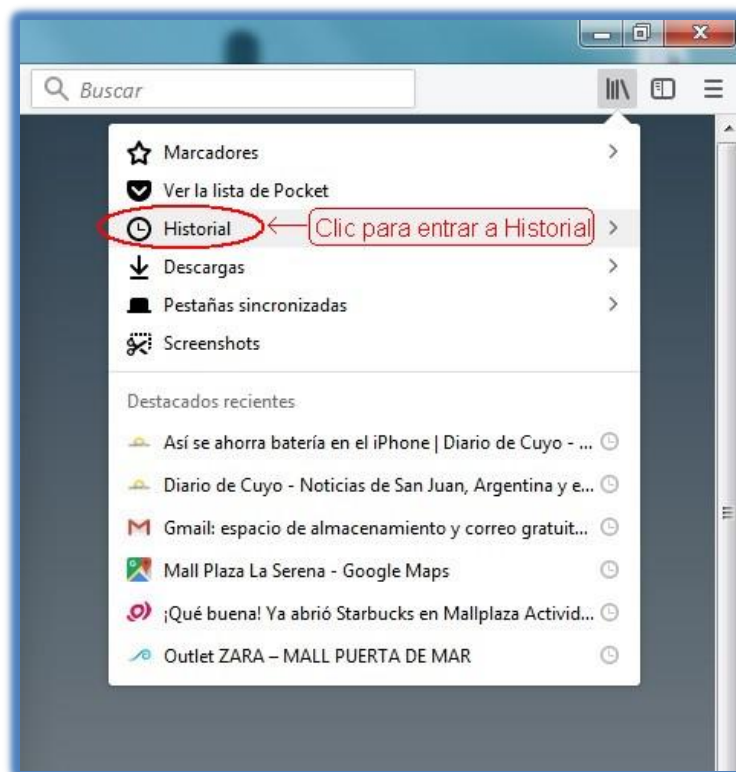 Buscar
Marcadores
Ver la lista de Pocket
Historial
Clic para entrar a Historial
Descargas
Pestañas sincronizadas
Screenshots
Destacados recientes
Así se ahorra batería en el iPhone | Diario de Cuyo - ...
Diario de Cuyo - Noticias de San Juan, Argentina y e...
Gmail: espacio de almacenamiento y correo gratuit...
Mall Plaza La Serena - Google Maps
¡Qué buena! Ya abrió Starbucks en Mallplaza Activid...
Outlet ZARA – MALL PUERTA DE MAR